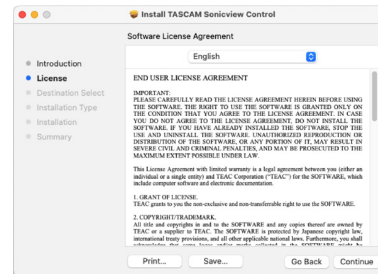 Install TASCAM Sonicview Control
Software License Agreement
English
Introduction
License
Destination Select
Installation Type
Installation
Summary
END USER LICENSE AGREEMENT
IMPORTANT:
PLEASE CAREFULLY READ THE LICENSE AGREEMENT HEREIN BEFORE USING
THE SOFTWARE. THE RIGHT TO USE THE SOFTWARE IS GRANTED ONLY ON
THE CONDITION THAT YOU AGREE TO THE LICENSE AGREEMENT. IN CASE
YOU DO NOT AGREE TO THE LICENSE AGREEMENT, DO NOT INSTALL THE
SOFTWARE. IF YOU HAVE ALREADY INSTALLED THE SOFTWARE, STOP THE
USE AND UNINSTALL THE SOFTWARE. UNAUTHORIZED REPRODUCTION OR
DISTRIBUTION OF THE SOFTWARE, OR ANY PORTION OF IT, MAY RESULT IN
SEVERE CIVIL AND CRIMINAL PENALTIES, AND MAY BE PROSECUTED TO THE
MAXIMUM EXTENT POSSIBLE UNDER LAW.
This License Agreement with limited warranty is a legal agreement between you (either an
individual or a single entity) and TEAC Corporation ("TEAC") for the SOFTWARE, which
include computer software and electronic documentation.
1. GRANT OF LICENSE.
TEAC grants to you the non-exclusive and non-transferrable right to use the SOFTWARE.
2. COPYRIGHT/TRADEMARK.
All title and copyrights in and to the SOFTWARE and any copies thereof are owned by
TEAC or a supplier to TEAC. The SOFTWARE is protected by Japanese copyright law,
international treaty provisions, and all other applicable national laws. Furthermore, you shall
Print...
Save...
Go Back
Continue